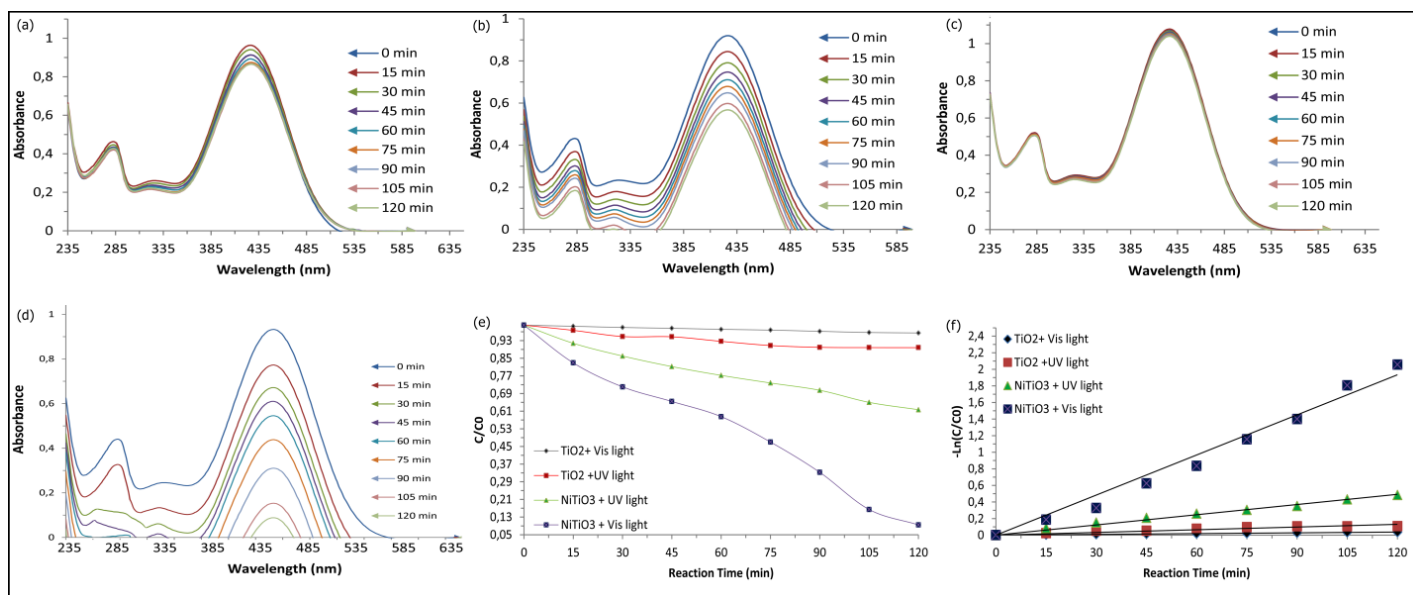 (a)
Absorbance
1
0,8
0,6
0,4
0,2
0
235 285 335 385 435 485 535 585 635
Wavelength (nm)
0 min
15 min
30 min
45 min
60 min
75 min
90 min
105 min
120 min
(b)
Absorbance
1
0,8
0,6
0,4
0,2
0
235 285 335 385 435 485 535 585
Wavelength (nm)
0 min
15 min
30 min
45 min
60 min
75 min
90 min
105 min
120 min
(c)
Absorbance
1
0,8
0,6
0,4
0,2
0
235 285 335 385 435 485 535 585 635
Wavelength (nm)
0 min
15 min
30 min
45 min
60 min
75 min
90 min
105 min
120 min
(d)
Absorbance
1
0,8
0,6
0,4
0,2
0
235 285 335 385 435 485 535 585 635
Wavelength (nm)
0 min
15 min
30 min
45 min
60 min
75 min
90 min
105 min
120 min
(e)
C/C0
0,93
0,85
0,77
0,69
0,61
0,53
0,45
0,37
0,29
0,21
0,13
0,05
0 15 30 45 60 75 90 105 120
Reaction Time (min)
TiO2+ Vis light
TiO2 +UV light
NiTiO3 + UV light
NiTiO3 + Vis light
(f)
-Ln(C/C0)
2,4
2,2
2
1,8
1,6
1,4
1,2
1
0,8
0,6
0,4
0,2
0
0 15 30 45 60 75 90 105 120
Reaction Time (min)
TiO2+ Vis light
TiO2 +UV light
NiTiO3 + UV light
NiTiO3 + Vis light